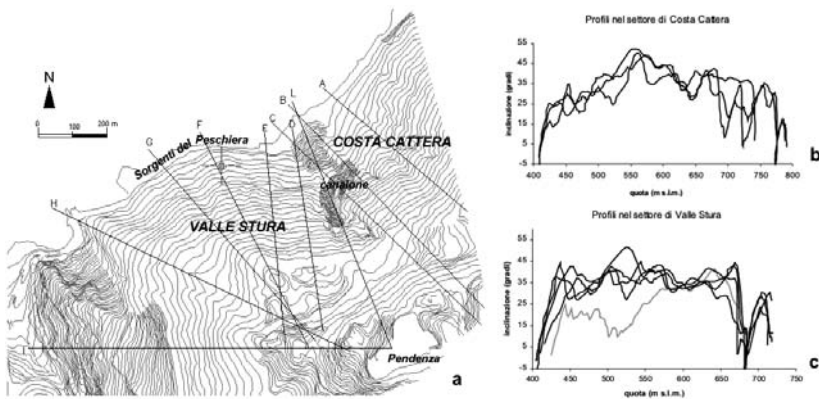 N
0 100 200 m
A
B
L
C
D
E
F
G
H
I
COSTA CATTERA
Sorgenti del Peschiera
canalone
VALLE STURA
Pendenza
a
Profili nel settore di Costa Cattera
inclinazione (gradi)
55
45
35
25
15
5
-5
400 450 500 550 600 650 700 750 800
quota (m s.l.m.)
b
Profili nel settore di Valle Stura
inclinazione (gradi)
55
45
35
25
15
5
-5
400 450 500 550 600 650 700 750 800
quota (m s.l.m.)
c